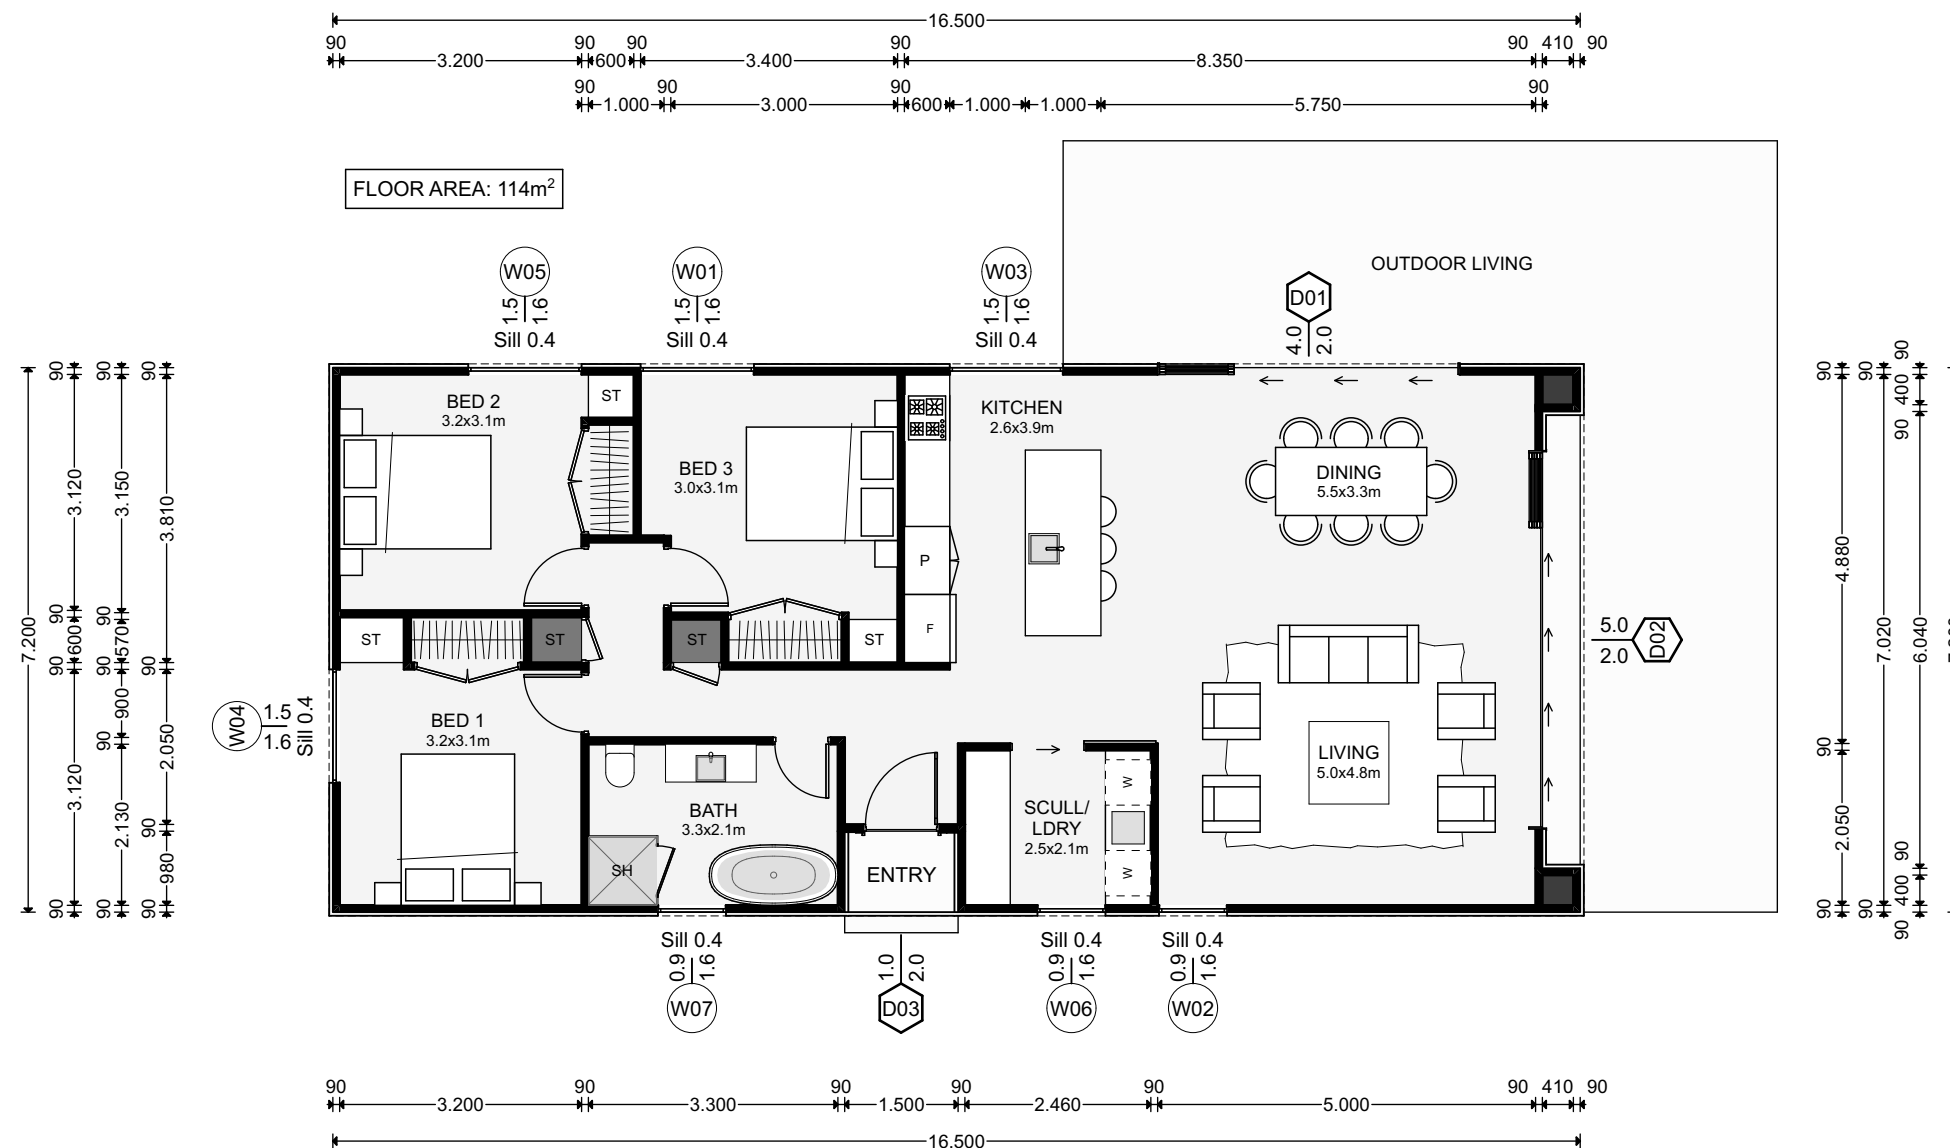 16.500
90 90 90 90 90 410 90
3.200 600 3.400 8.350
90 90 90 90
1.000 3.000 600 1.000 1.000 5.750
FLOOR AREA: 114m²
OUTDOOR LIVING
W05 W01 W03 D01
1.5 1.6 1.5 1.6 1.5 1.6 4.0 2.0
Sill 0.4 Sill 0.4 Sill 0.4
7.200
90 3.120 90 600 90 3.120 90
90 3.150 90 570 90 900 90 2.130 90
90 3.810 90 2.050 90 980 90
BED 2
3.2x3.1m
ST
BED 3
3.0x3.1m
KITCHEN
2.6x3.9m
P
F
DINING
5.5x3.3m
ST ST ST ST
W04
1.5
1.6
Sill 0.4
BED 1
3.2x3.1m
BATH
3.3x2.1m
SH
ENTRY
SCULL/
LDRY
2.5x2.1m
W
W
LIVING
5.0x4.8m
5.0
2.0
D02
90 4.880 90 2.050 90
90 7.020 90
90 400 90 6.040 90 400 90
Sill 0.4 Sill 0.4 Sill 0.4
0.9 1.6 1.0 2.0 0.9 1.6 0.9 1.6
W07 D03 W06 W02
90 90 90 90 90 90 410 90
3.200 3.300 1.500 2.460 5.000
16.500